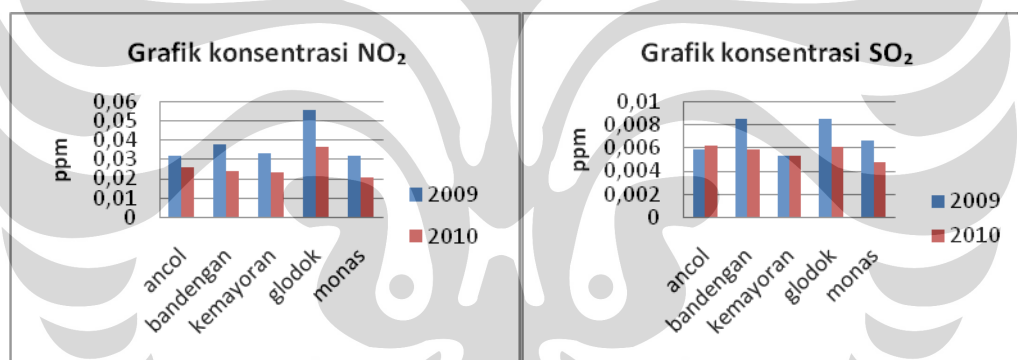 Grafik konsentrasi NO₂
0,06
0,05
0,04
0,03
0,02
0,01
0
ppm
ancol
bandengan
kemayoran
glodok
monas
2009
2010
Grafik konsentrasi SO₂
0,01
0,008
0,006
0,004
0,002
0
ppm
ancol
bandengan
kemayoran
glodok
monas
2009
2010